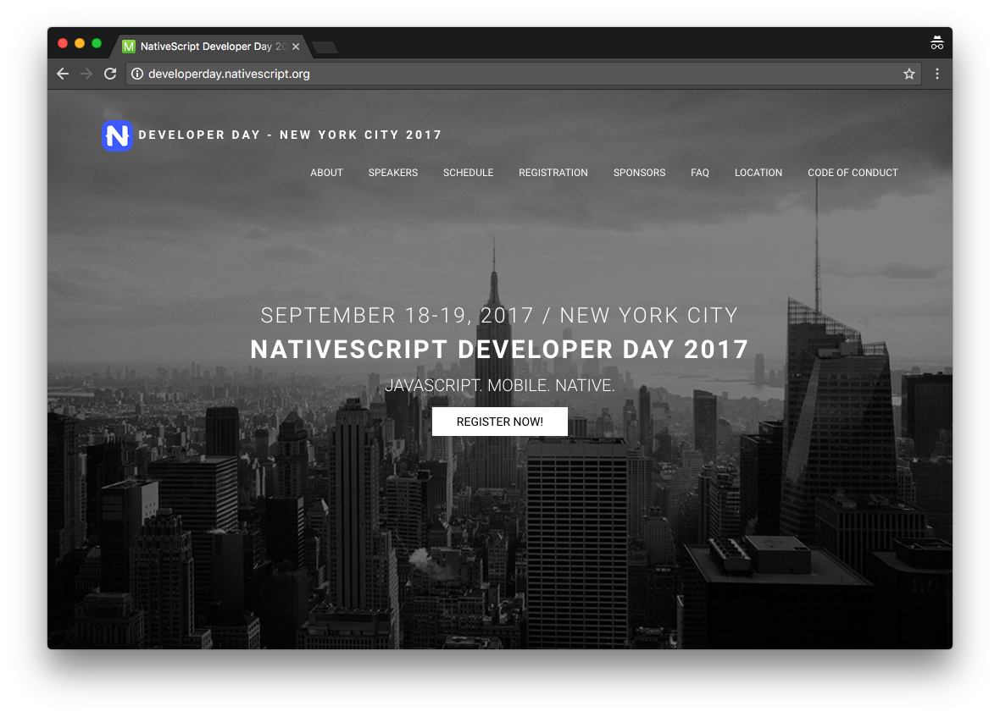 M NativeScript Developer Day 20
developerday.nativescript.org
N DEVELOPER DAY - NEW YORK CITY 2017
ABOUT SPEAKERS SCHEDULE REGISTRATION SPONSORS FAQ LOCATION CODE OF CONDUCT
SEPTEMBER 18-19, 2017 / NEW YORK CITY
NATIVESCRIPT DEVELOPER DAY 2017
JAVASCRIPT. MOBILE. NATIVE.
REGISTER NOW!